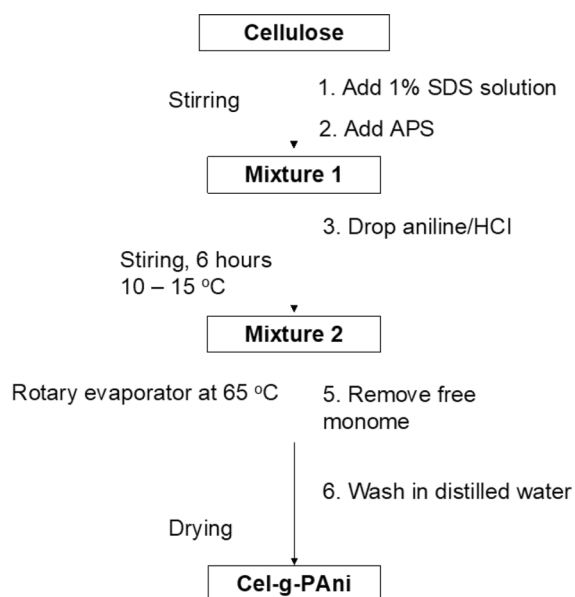 Cellulose
1. Add 1% SDS solution
Stirring
2. Add APS
Mixture 1
3. Drop aniline/HCl
Stiring, 6 hours
10 – 15 °C
Mixture 2
Rotary evaporator at 65 °C
5. Remove free
monome
6. Wash in distilled water
Drying
Cel-g-PAni